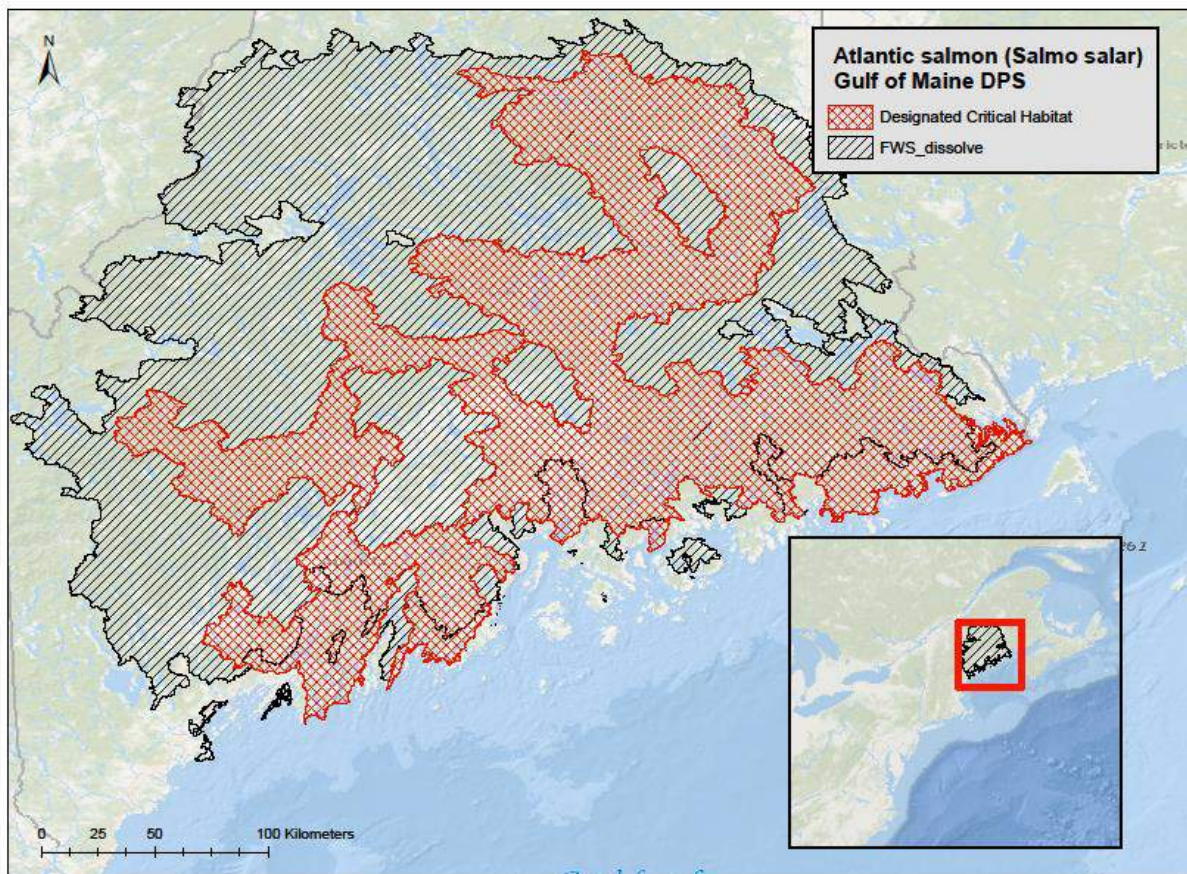 N
Atlantic salmon (Salmo salar)
Gulf of Maine DPS
Designated Critical Habitat
FWS_dissolve
0 25 50 100 Kilometers